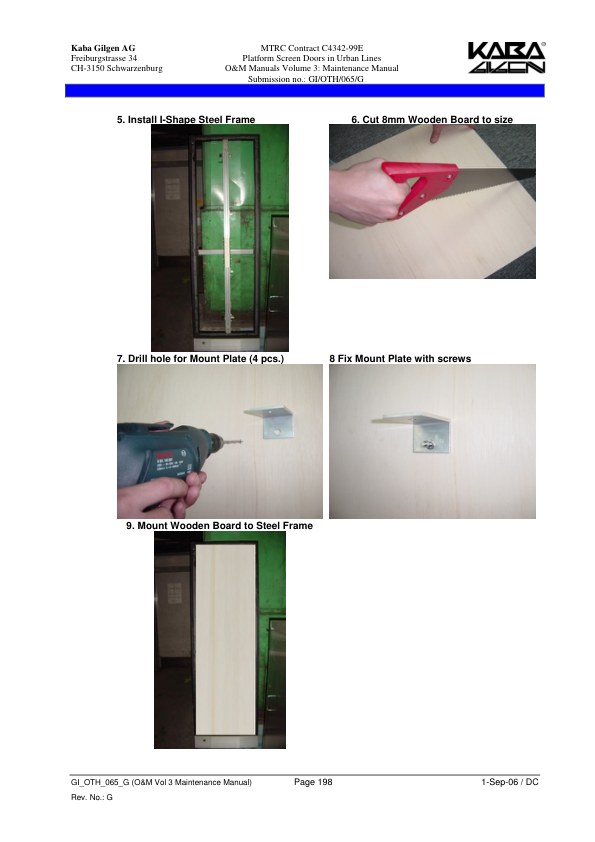 Kaba Gilgen AG
Freiburgstrasse 34
CH-3150 Schwarzenburg
MTRC Contract C4342-99E
Platform Screen Doors in Urban Lines
O&M Manuals Volume 3: Maintenance Manual
Submission no.: GI/OTH/065/G
KABA®
GILGEN
5. Install I-Shape Steel Frame
6. Cut 8mm Wooden Board to size
7. Drill hole for Mount Plate (4 pcs.)
8 Fix Mount Plate with screws
9. Mount Wooden Board to Steel Frame
GI_OTH_065_G (O&M Vol 3 Maintenance Manual)
Page 198
1-Sep-06 / DC
Rev. No.: G